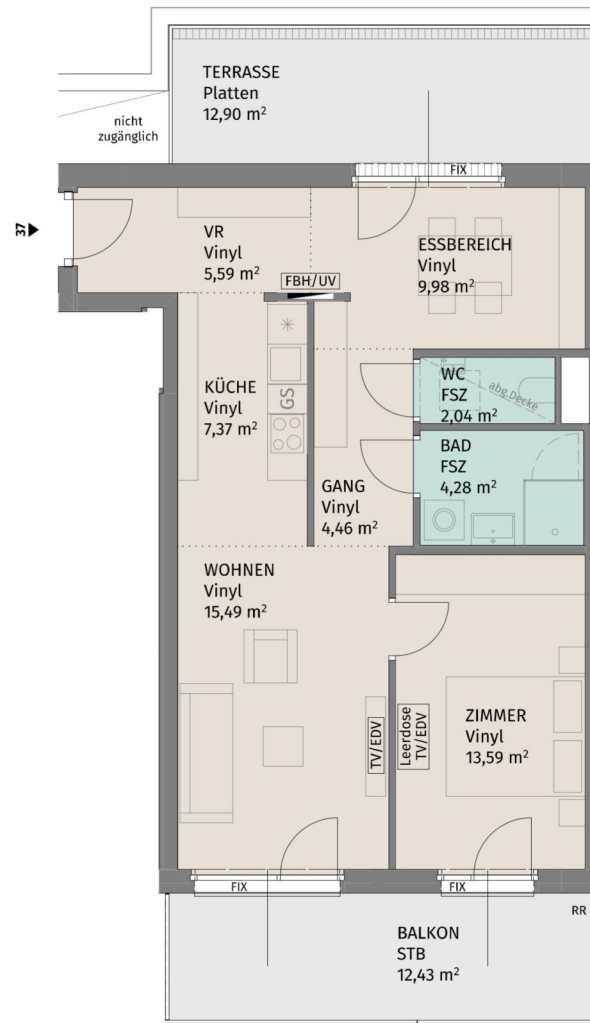 TERRASSE
Platten
12,90 m²
nicht
zugänglich
FIX
37
VR
Vinyl
5,59 m²
ESSBEREICH
Vinyl
9,98 m²
FBH/UV
KÜCHE
Vinyl
7,37 m²
GS
WC
FSZ
2,04 m²
abg.Decke
BAD
FSZ
4,28 m²
GANG
Vinyl
4,46 m²
WOHNEN
Vinyl
15,49 m²
TV/EDV
Leerdose
TV/EDV
ZIMMER
Vinyl
13,59 m²
FIX
FIX
RR
BALKON
STB
12,43 m²